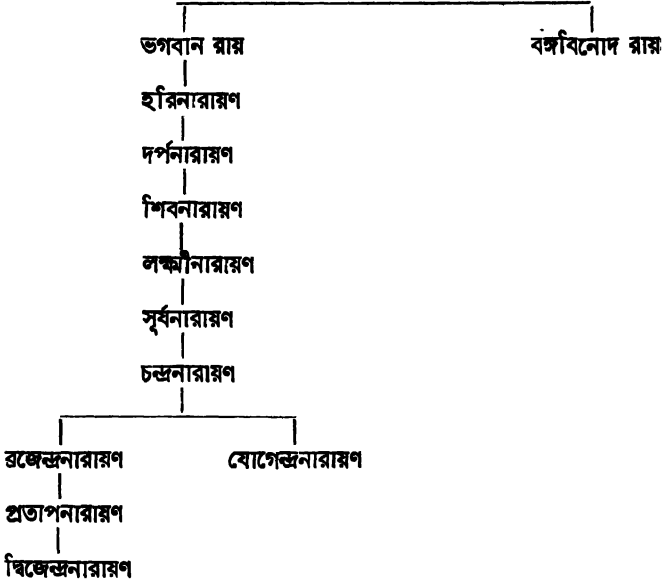 ভগবান রায় বঙ্গবিনোদ রায়
হরিনারায়ণ
দর্পনারায়ণ
শিবনারায়ণ
লক্ষ্মীনারায়ণ
সূর্যনারায়ণ
চন্দ্রনারায়ণ
ব্রজেন্দ্রনারায়ণ যোগেন্দ্রনারায়ণ
প্রতাপনারায়ণ
দ্বিজেন্দ্রনারায়ণ